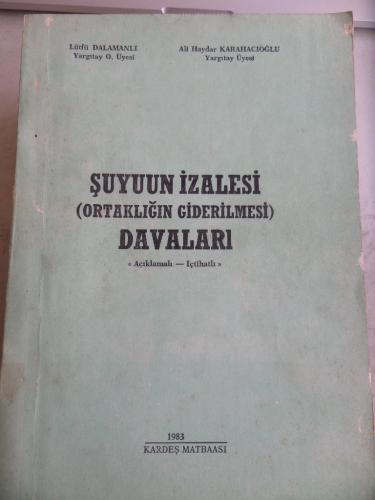 Lûtfü DALAMANLI
Yargıtay O. Üyesi
Ali Haydar KARAHACIOĞLU
Yargıtay Üyesi
ŞUYUUN İZALESİ
(ORTAKLIĞIN GİDERİLMESİ)
DAVALARI
« Açıklamalı — İçtihatlı »
1983
KARDEŞ MATBAASI